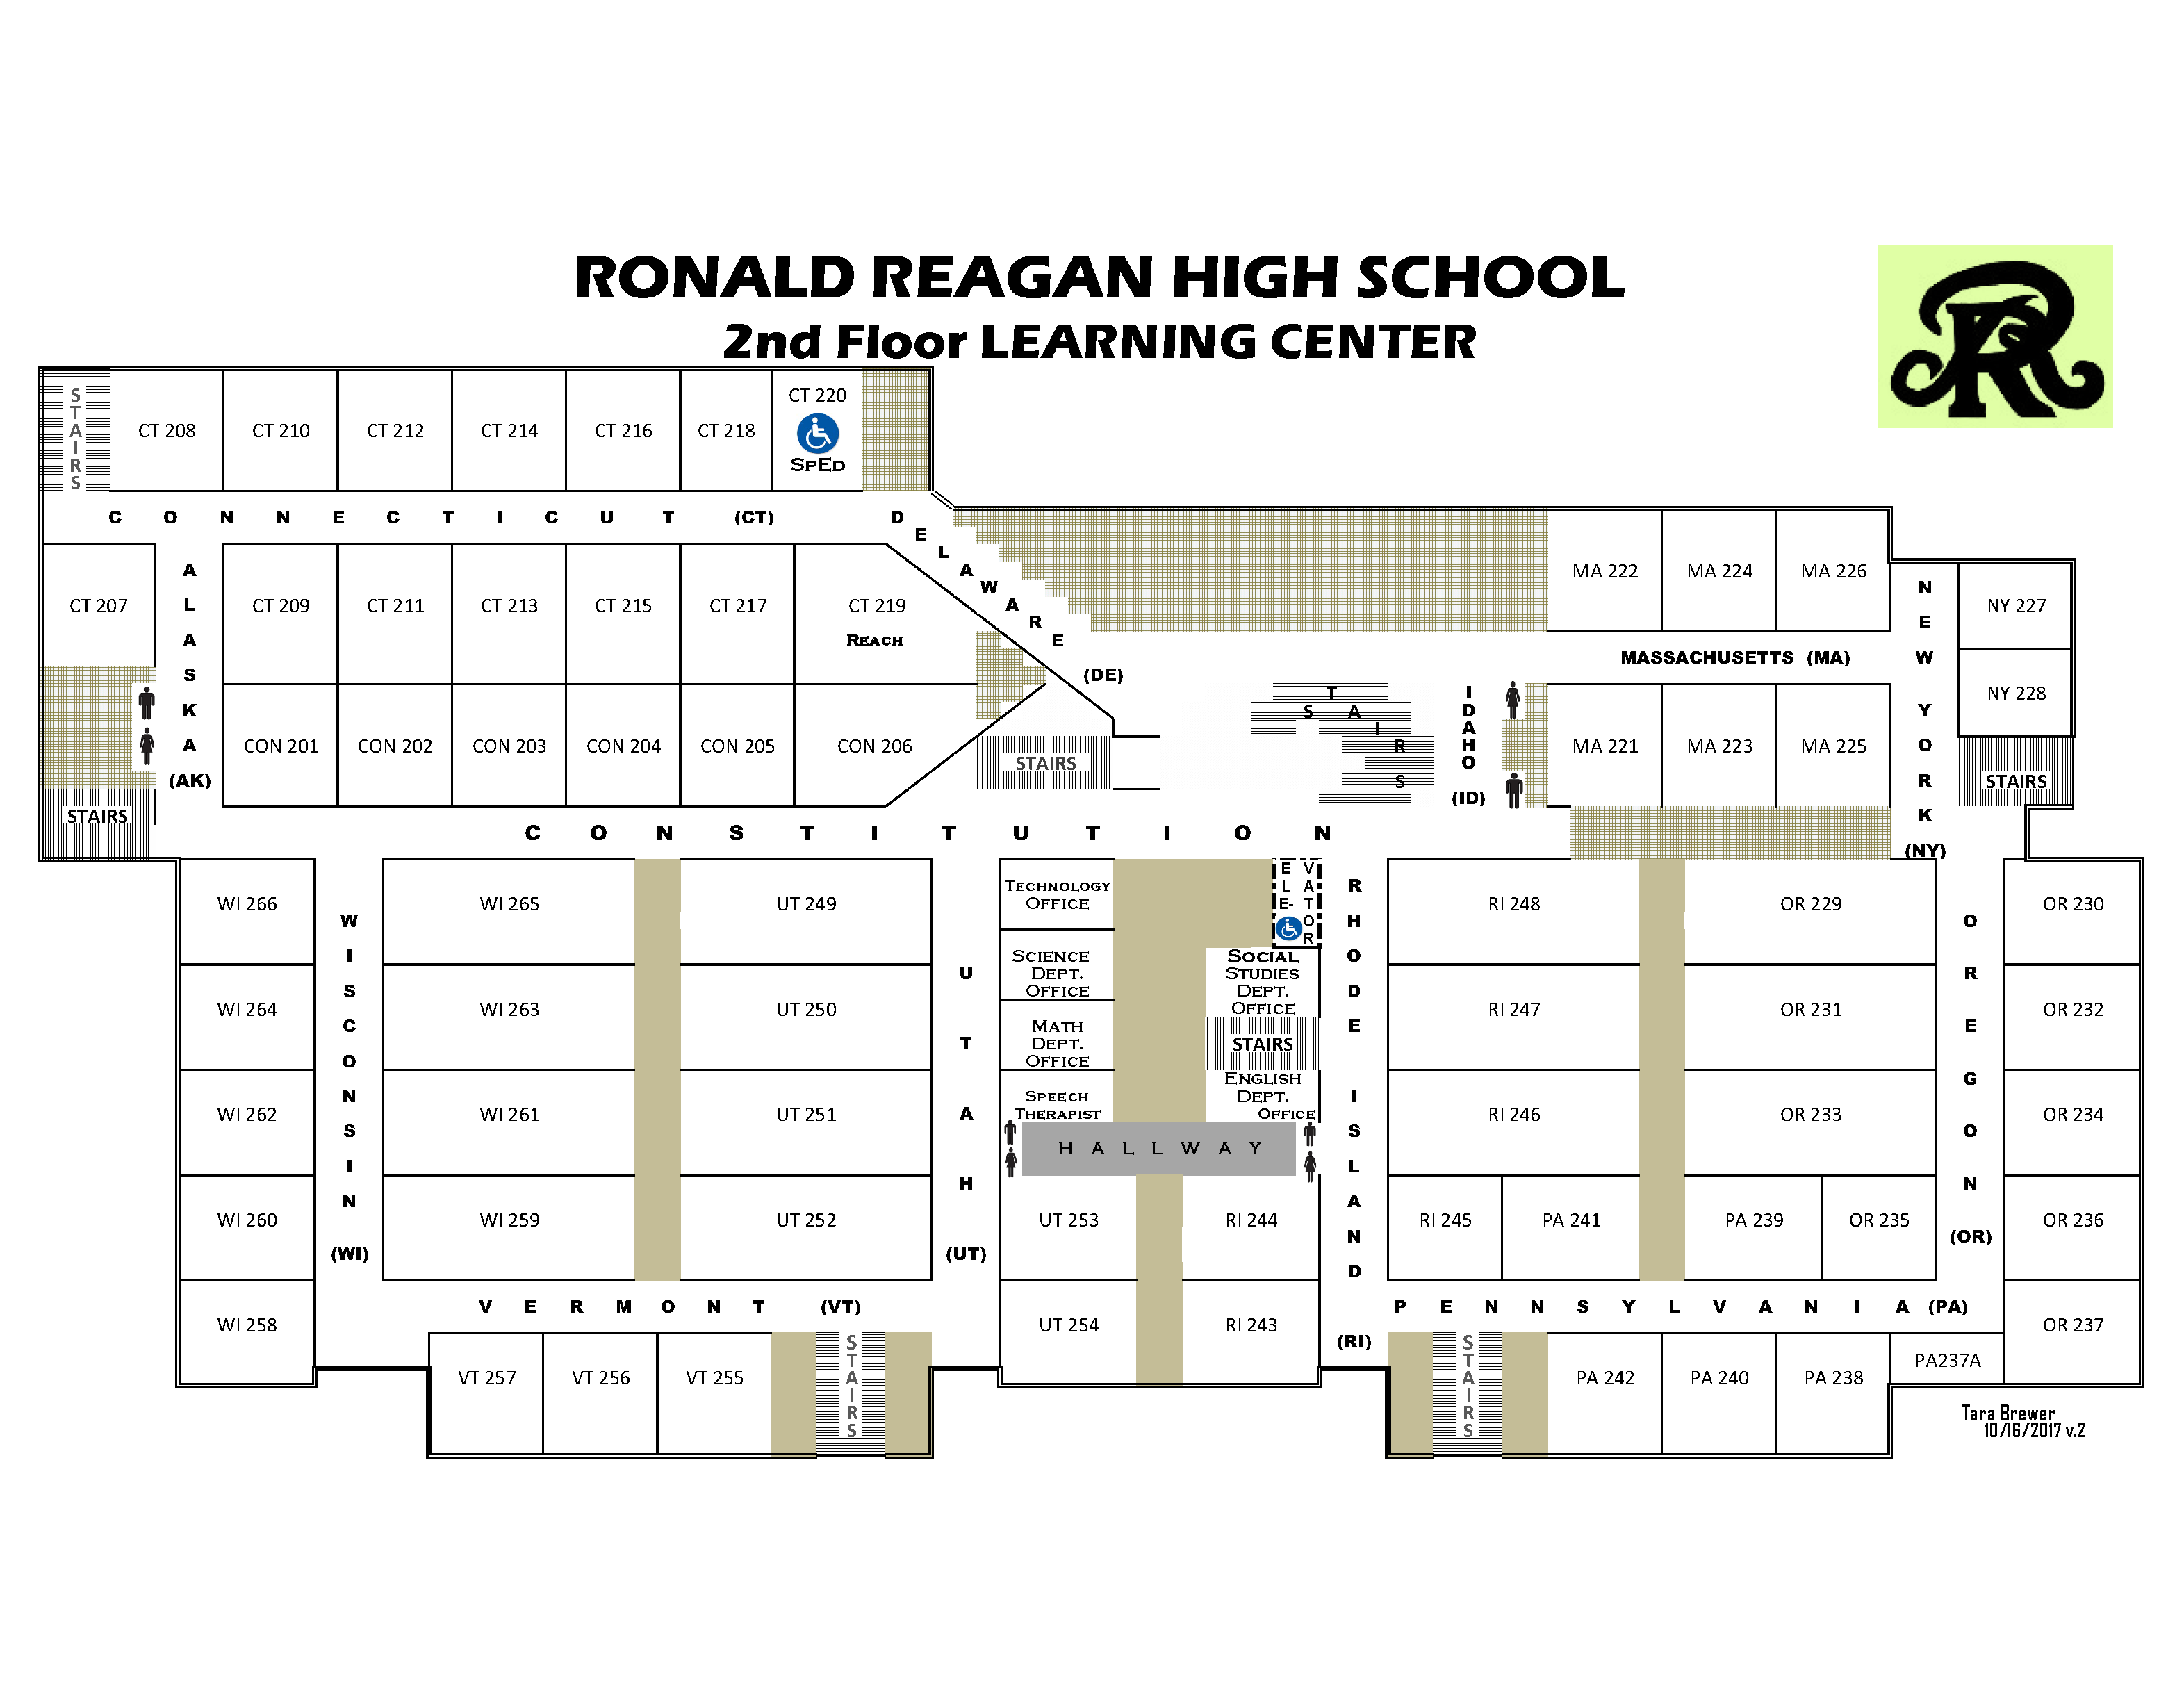 RONALD REAGAN HIGH SCHOOL
2nd Floor LEARNING CENTER
R
STAIRS
CT 208
CT 210
CT 212
CT 214
CT 216
CT 218
CT 220
SPED
CONNECTICUT (CT)
DELAWARE
(DE)
CT 207
ALASKA
(AK)
CT 209
CT 211
CT 213
CT 215
CT 217
CT 219
REACH
CON 201
CON 202
CON 203
CON 204
CON 205
CON 206
STAIRS
STAIRS
STAIRS
IDAHO
(ID)
MA 222
MA 224
MA 226
MASSACHUSETTS (MA)
MA 221
MA 223
MA 225
NEW YORK
(NY)
NY 227
NY 228
STAIRS
CONSTITUTION
WI 266
WI 264
WI 262
WI 260
WI 258
WISCONSIN
(WI)
WI 265
WI 263
WI 261
WI 259
UT 249
UT 250
UT 251
UT 252
UTAH
(UT)
TECHNOLOGY
OFFICE
SCIENCE
DEPT.
OFFICE
MATH
DEPT.
OFFICE
SPEECH
THERAPIST
ELE-
VATOR
SOCIAL
STUDIES
DEPT.
OFFICE
STAIRS
ENGLISH
DEPT.
OFFICE
HALLWAY
UT 253
RI 244
UT 254
RI 243
RHODE ISLAND
(RI)
RI 248
RI 247
RI 246
RI 245
PA 241
OR 229
OR 231
OR 233
PA 239
OR 235
OREGON
(OR)
OR 230
OR 232
OR 234
OR 236
OR 237
VERMONT (VT)
VT 257
VT 256
VT 255
STAIRS
PENNSYLVANIA (PA)
STAIRS
PA 242
PA 240
PA 238
PA237A
Tara Brewer
10/16/2017 v.2